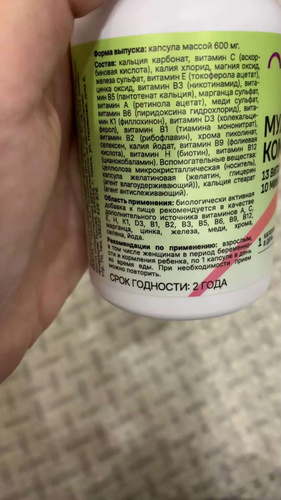 Форма выпуска: капсула массой 600 мг.
Состав: кальция карбонат, витамин С (аскор-
биновая кислота), калия хлорид, магния оксид,
железа сульфат, витамин Е (токоферола ацетат),
цинка оксид, витамин В3 (никотинамид), вита-
мин В5 (пантотенат кальция), марганца сульфат,
витамин А (ретинола ацетат), меди сульфат,
витамин В6 (пиридоксина гидрохлорид), вита-
мин К1 (филлохинон), витамин D3 (холекальци-
ферол), витамин В1 (тиамина мононитрат),
витамин В2 (рибофлавин), хрома пиколинат,
селексен, калия йодат, витамин В9 (фолиевая
кислота), витамин Н (биотин), витамин В12
(цианокобаламин). Вспомогательные вещества:
целлюлоза микрокристаллическая (носитель),
капсула желатиновая (желатин, глицерин
(агент влагоудерживающий)), кальция стеарат
(агент антислеживающий).
Область применения: биологически активная
добавка к пище рекомендуется в качестве
дополнительного источника витаминов А, С,
Е, Н, К1, D3, В1, В2, В3, В5, В6, В9, В12,
марганца, цинка, железа, меди, хрома,
селена, йода.
Рекомендации по применению: взрослым,
в том числе женщинам в период беременности
и кормления ребенка, по 1 капсуле в день
во время еды. При необходимости прием
можно повторить.
СРОК ГОДНОСТИ: 2 ГОДА
МУ
КОМ
13 ВИТ
10 МИН
1